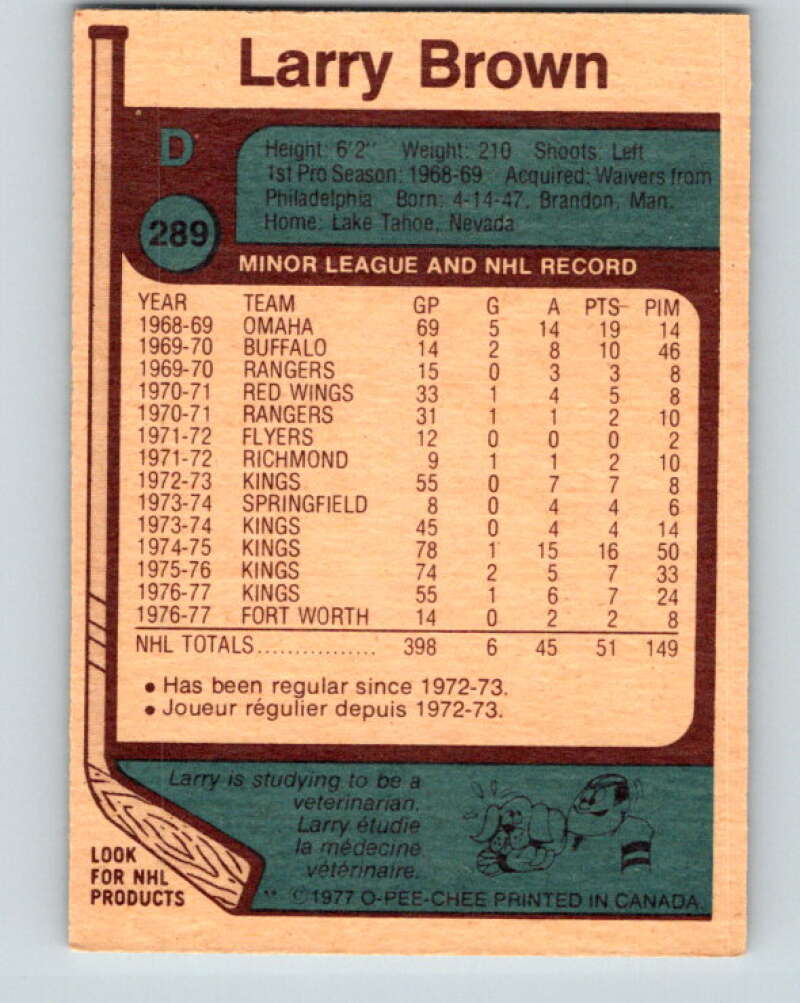 Larry Brown
D
Height: 6'2" Weight: 210 Shoots: Left
1st Pro Season: 1968-69 Acquired: Waivers from
Philadelphia Born: 4-14-47, Brandon, Man.
Home: Lake Tahoe, Nevada
289
MINOR LEAGUE AND NHL RECORD
YEAR TEAM GP G A PTS PIM
1968-69 OMAHA 69 5 14 19 14
1969-70 BUFFALO 14 2 8 10 46
1969-70 RANGERS 15 0 3 3 8
1970-71 RED WINGS 33 1 4 5 8
1970-71 RANGERS 31 1 1 2 10
1971-72 FLYERS 12 0 0 0 2
1971-72 RICHMOND 9 1 1 2 10
1972-73 KINGS 55 0 7 7 8
1973-74 SPRINGFIELD 8 0 4 4 6
1973-74 KINGS 45 0 4 4 14
1974-75 KINGS 78 1 15 16 50
1975-76 KINGS 74 2 5 7 33
1976-77 KINGS 55 1 6 7 24
1976-77 FORT WORTH 14 0 2 2 8
NHL TOTALS................ 398 6 45 51 149
• Has been regular since 1972-73.
• Joueur régulier depuis 1972-73.
Larry is studying to be a
veterinarian.
Larry étudie
la médecine
vétérinaire.
LOOK
FOR NHL
PRODUCTS
** ©1977 O-PEE-CHEE PRINTED IN CANADA.